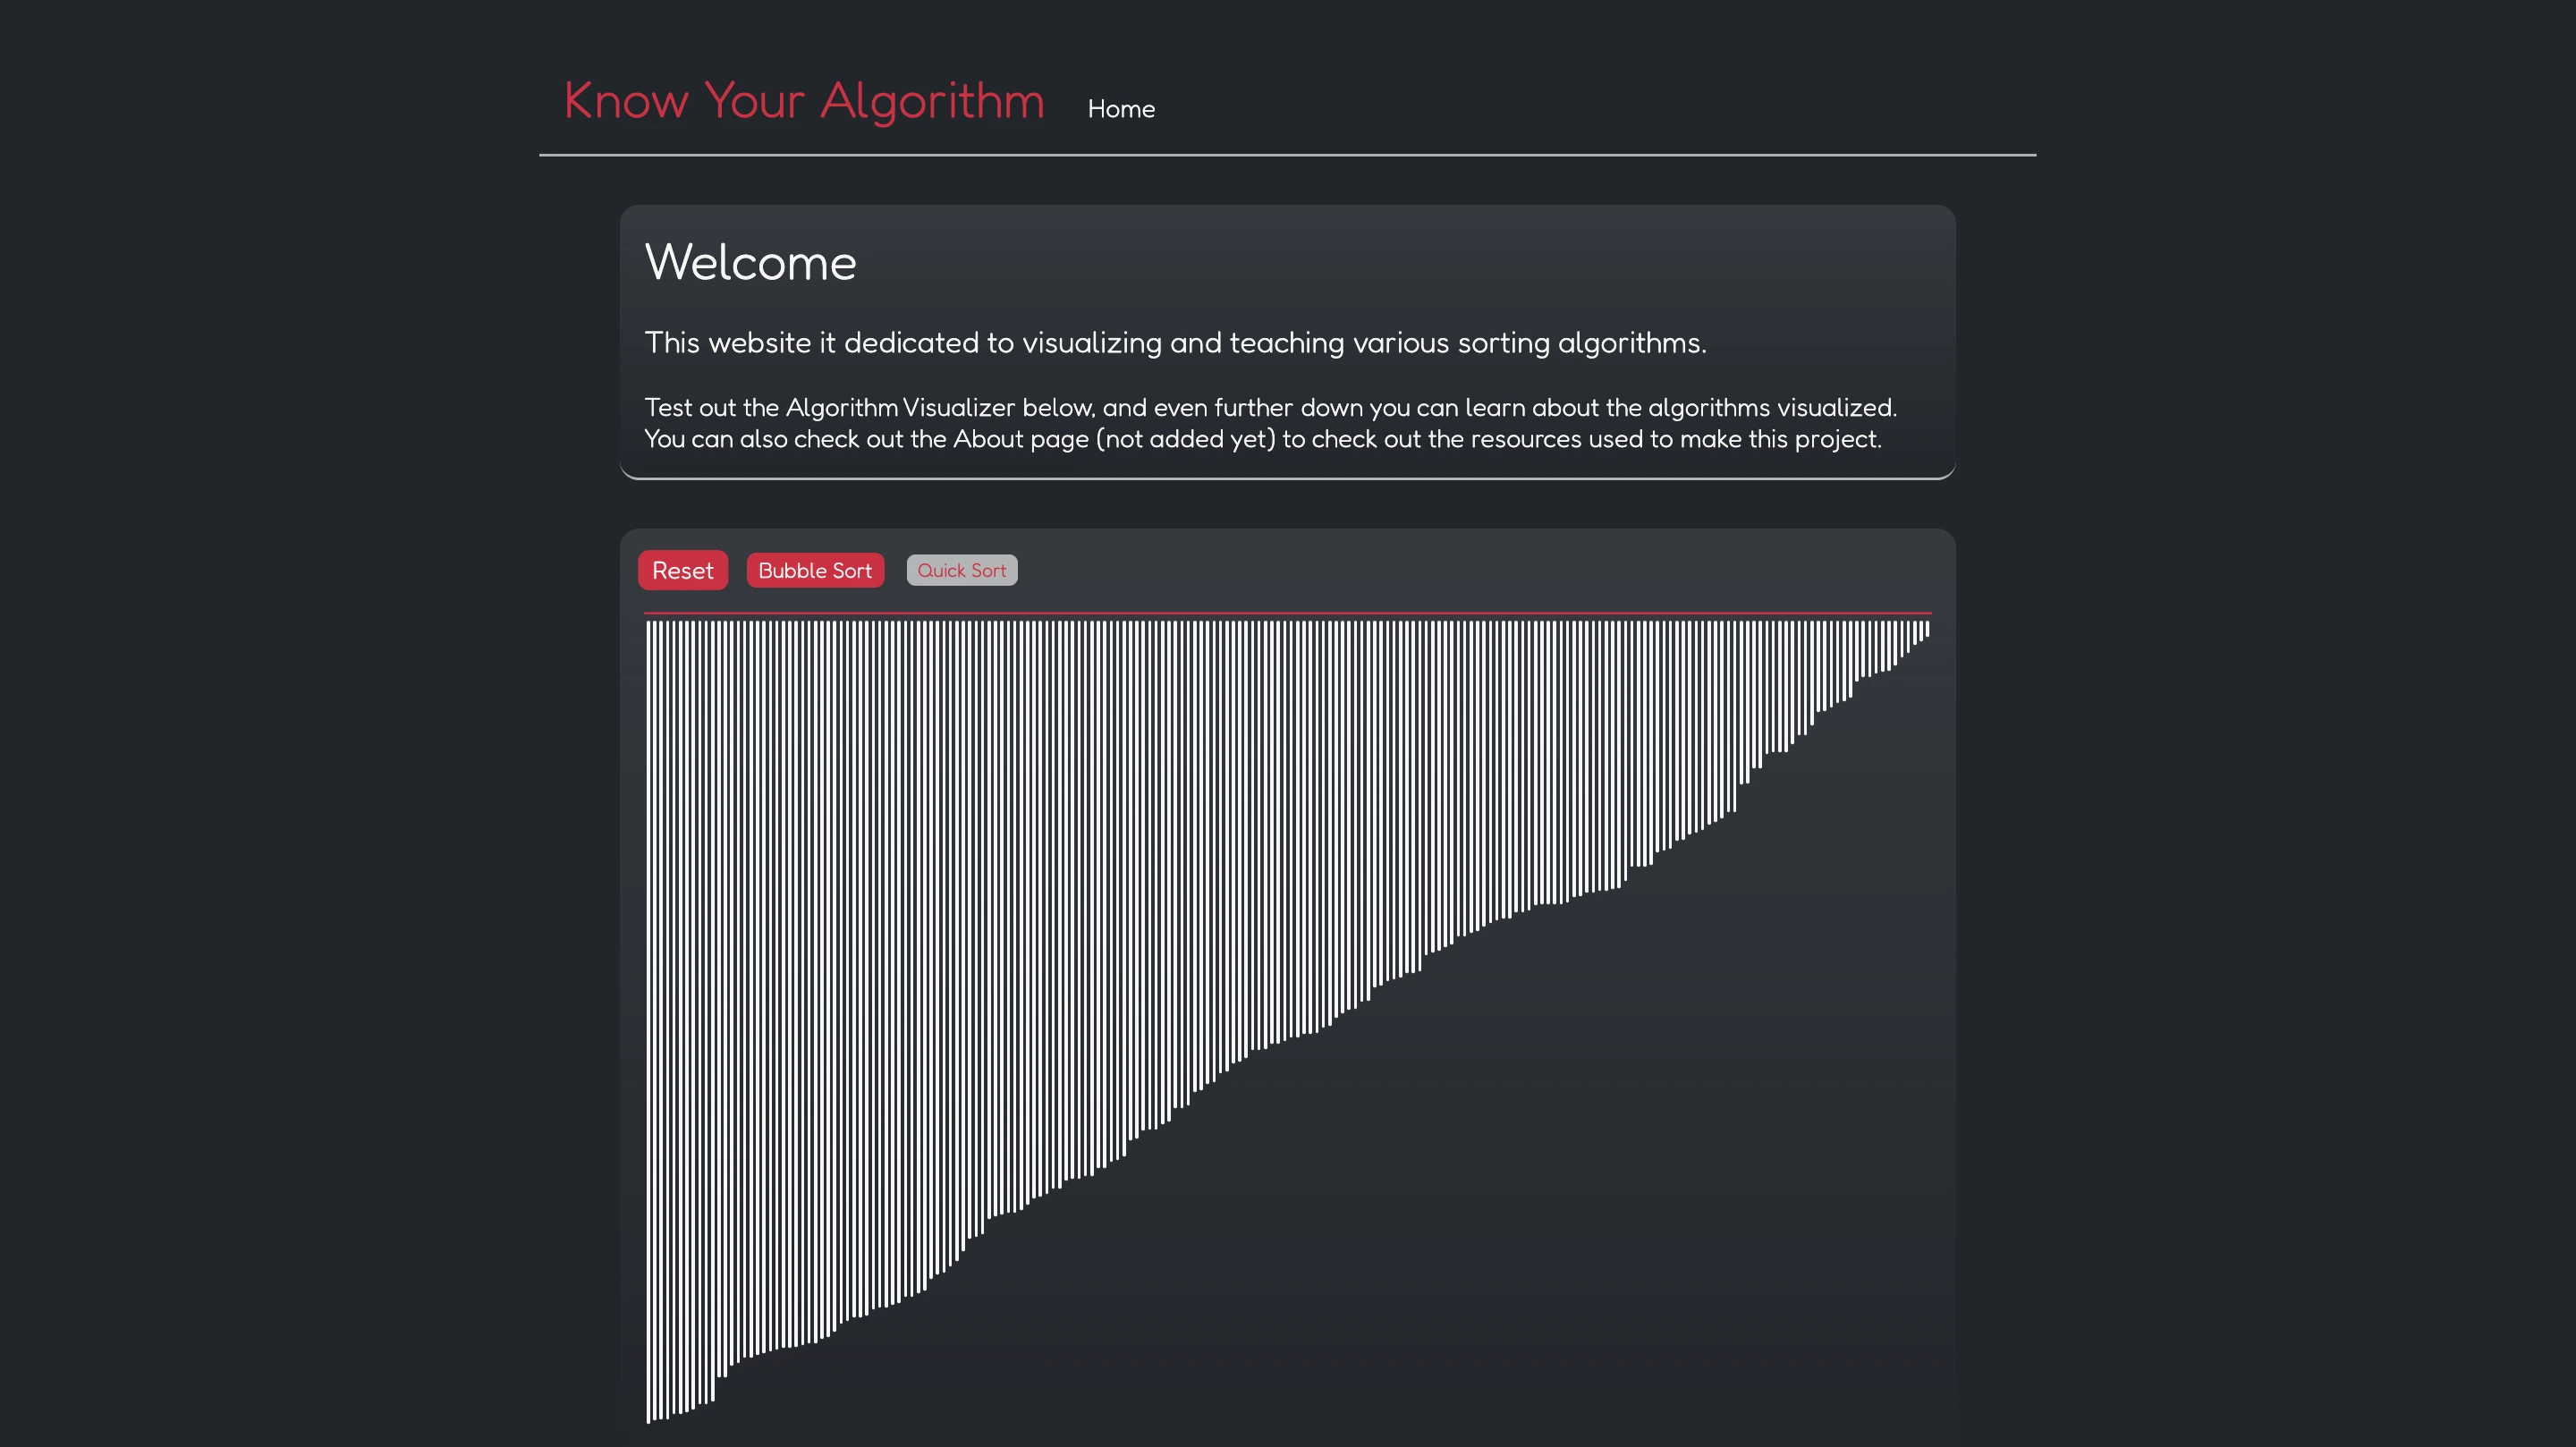 Know Your Algorithm Home
Welcome
This website it dedicated to visualizing and teaching various sorting algorithms.
Test out the Algorithm Visualizer below, and even further down you can learn about the algorithms visualized.
You can also check out the About page (not added yet) to check out the resources used to make this project.
Reset Bubble Sort Quick Sort